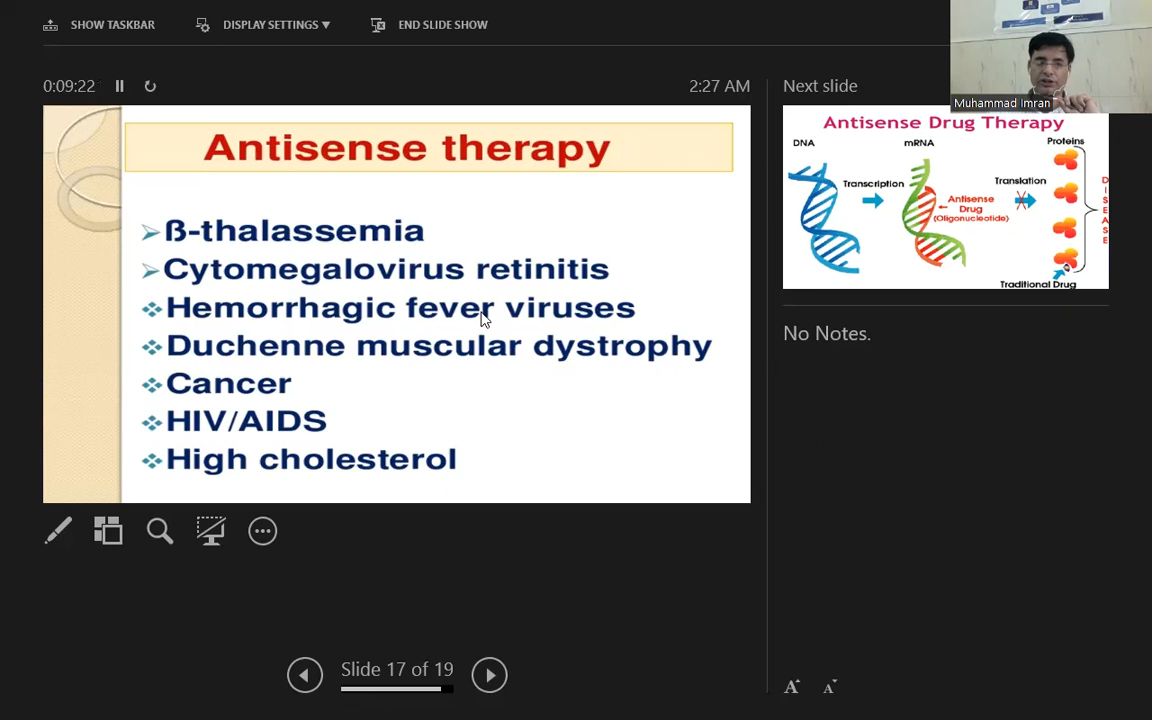 SHOW TASKBAR
DISPLAY SETTINGS ▼
END SLIDE SHOW
0:09:22
2:27 AM
Antisense therapy
ß-thalassemia
Cytomegalovirus retinitis
Hemorrhagic fever viruses
Duchenne muscular dystrophy
Cancer
HIV/AIDS
High cholesterol
Slide 17 of 19
Muhammad Imran
Next slide
Antisense Drug Therapy
DNA
mRNA
Proteins
Transcription
Translation
Antisense
Drug
(Oligonucleotide)
DISEASE
Traditional Drug
No Notes.
A A